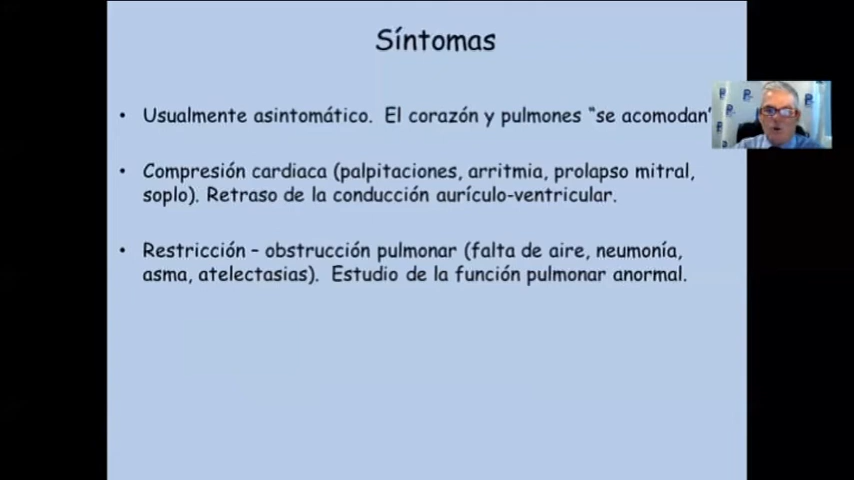 Síntomas
• Usualmente asintomático. El corazón y pulmones “se acomodan”
• Compresión cardiaca (palpitaciones, arritmia, prolapso mitral,
soplo). Retraso de la conducción aurículo-ventricular.
• Restricción – obstrucción pulmonar (falta de aire, neumonía,
asma, atelectasias). Estudio de la función pulmonar anormal.